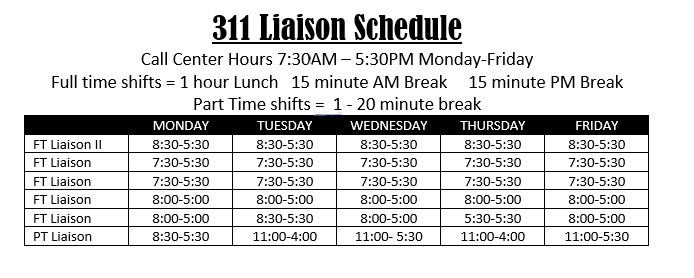 311 Liaison Schedule
Call Center Hours 7:30AM – 5:30PM Monday-Friday
Full time shifts = 1 hour Lunch 15 minute AM Break 15 minute PM Break
Part Time shifts = 1 - 20 minute break
MONDAY TUESDAY WEDNESDAY THURSDAY FRIDAY
FT Liaison II 8:30-5:30 8:30-5:30 8:30-5:30 8:30-5:30 8:30-5:30
FT Liaison 7:30-5:30 7:30-5:30 7:30-5:30 7:30-5:30 7:30-5:30
FT Liaison 7:30-5:30 7:30-5:30 7:30-5:30 7:30-5:30 7:30-5:30
FT Liaison 8:00-5:00 8:00-5:00 8:00-5:00 8:00-5:00 8:00-5:00
FT Liaison 8:00-5:00 8:30-5:30 8:00-5:00 5:30-5:30 8:00-5:00
PT Liaison 8:30-5:30 11:00-4:00 11:00- 5:30 11:00-4:00 11:00-5:30